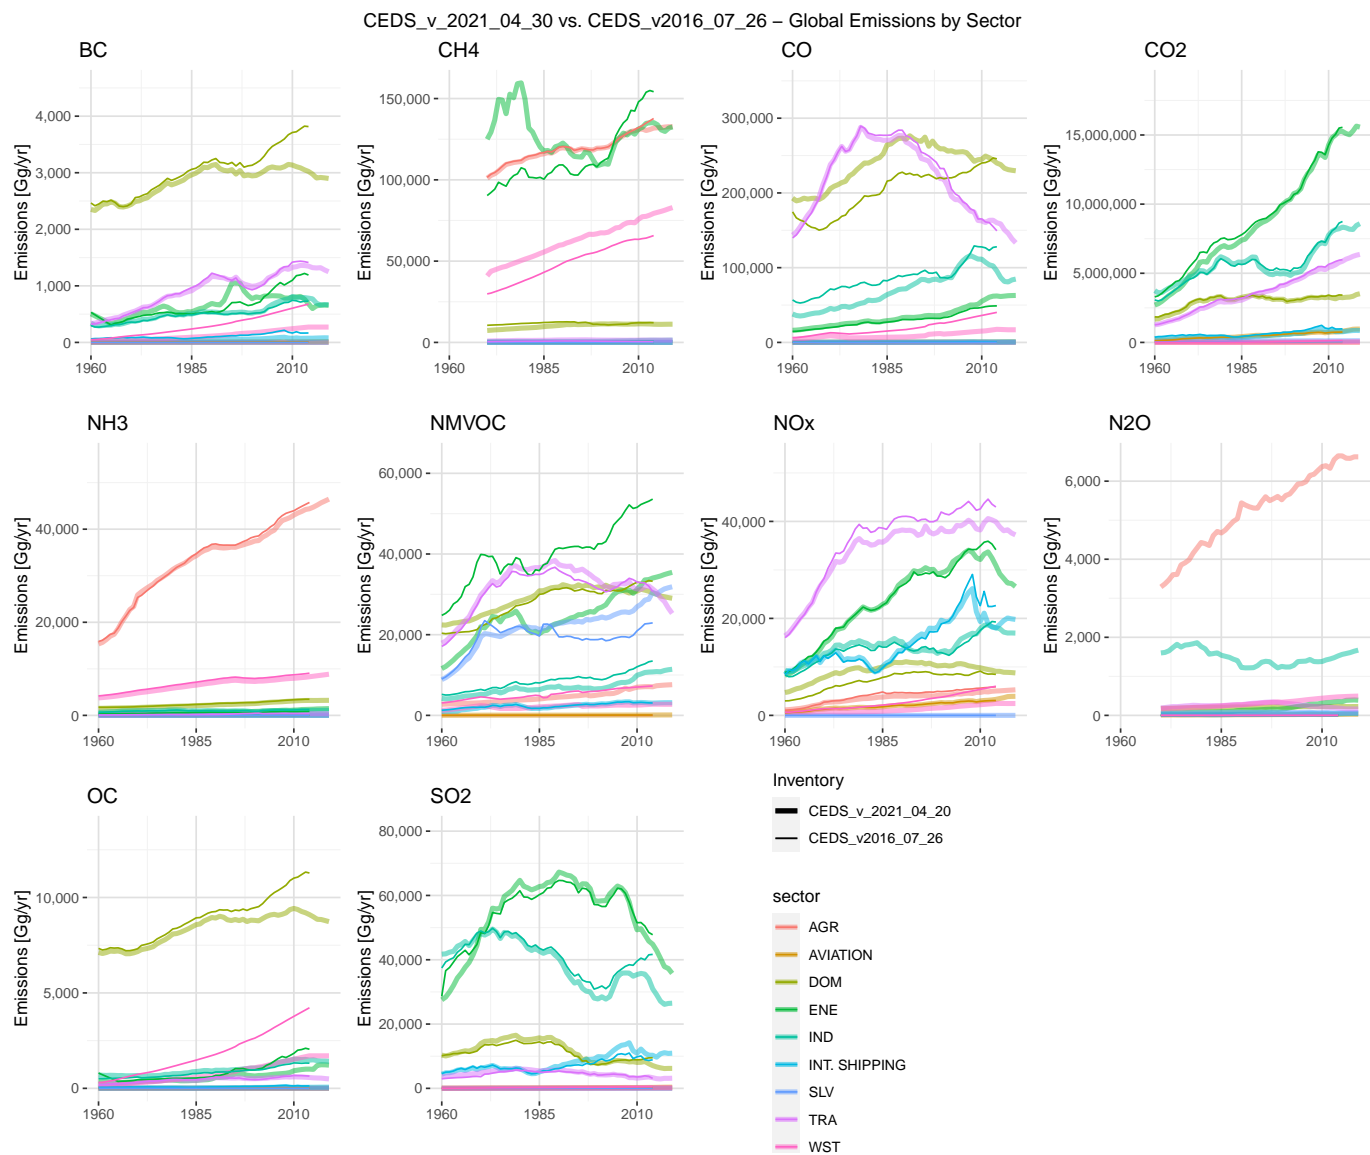 CEDS_v_2021_04_30 vs. CEDS_v2016_07_26 – Global Emissions by Sector
BC
CH4
CO
CO2
Emissions [Gg/yr]
4,000
3,000
2,000
1,000
0
1960
1985
2010
Emissions [Gg/yr]
150,000
100,000
50,000
0
1960
1985
2010
Emissions [Gg/yr]
300,000
200,000
100,000
0
1960
1985
2010
Emissions [Gg/yr]
15,000,000
10,000,000
5,000,000
0
1960
1985
2010
NH3
NMVOC
NOx
N2O
Emissions [Gg/yr]
40,000
20,000
0
1960
1985
2010
Emissions [Gg/yr]
60,000
40,000
20,000
0
1960
1985
2010
Emissions [Gg/yr]
40,000
20,000
0
1960
1985
2010
Emissions [Gg/yr]
6,000
4,000
2,000
0
1960
1985
2010
OC
SO2
Emissions [Gg/yr]
10,000
5,000
0
1960
1985
2010
Emissions [Gg/yr]
80,000
60,000
40,000
20,000
0
1960
1985
2010
Inventory
CEDS_v_2021_04_20
CEDS_v2016_07_26
sector
AGR
AVIATION
DOM
ENE
IND
INT. SHIPPING
SLV
TRA
WST